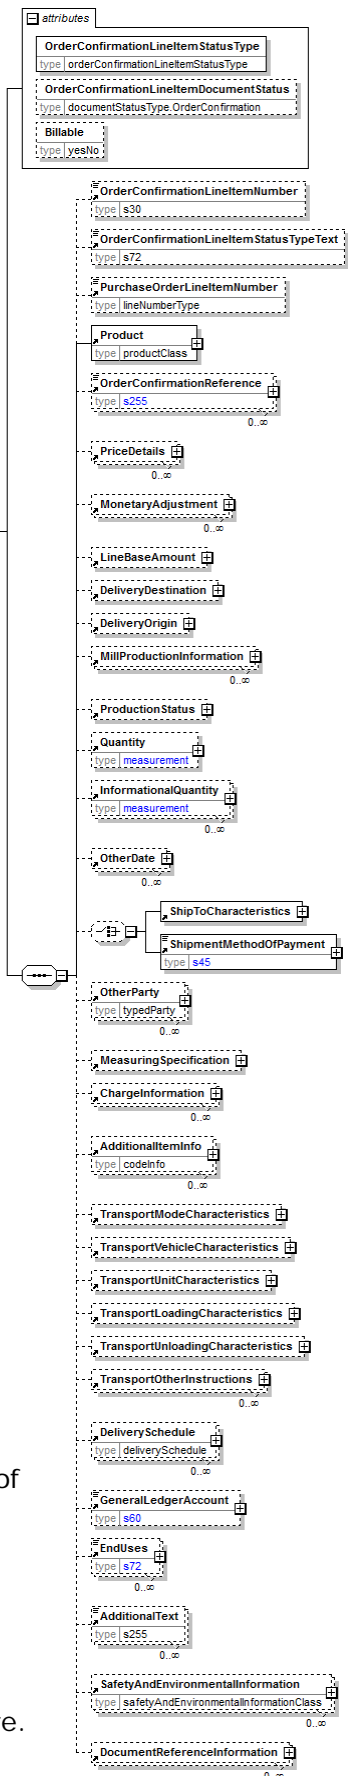 attributes
OrderConfirmationLineItemStatusType
type orderConfirmationLineItemStatusType
OrderConfirmationLineItemDocumentStatus
type documentStatusType.OrderConfirmation
Billable
type yesNo
OrderConfirmationLineItemNumber
type s30
OrderConfirmationLineItemStatusTypeText
type s72
PurchaseOrderLineItemNumber
type lineNumberType
Product
type productClass
OrderConfirmationReference
type s255
0..∞
PriceDetails
0..∞
MonetaryAdjustment
0..∞
LineBaseAmount
DeliveryDestination
DeliveryOrigin
MillProductionInformation
0..∞
ProductionStatus
Quantity
type measurement
InformationalQuantity
type measurement
0..∞
OtherDate
0..∞
ShipToCharacteristics
ShipmentMethodOfPayment
type s45
OtherParty
type typedParty
0..∞
MeasuringSpecification
ChargeInformation
0..∞
AdditionalItemInfo
type codeInfo
0..∞
TransportModeCharacteristics
TransportVehicleCharacteristics
TransportUnitCharacteristics
TransportLoadingCharacteristics
TransportUnloadingCharacteristics
TransportOtherInstructions
0..∞
DeliverySchedule
type deliverySchedule
0..∞
of
GeneralLedgerAccount
type s60
EndUses
type s72
0..∞
AdditionalText
type s255
0..∞
SafetyAndEnvironmentalInformation
type safetyAndEnvironmentalInformationClass
0..∞
e.
DocumentReferenceInformation
0..∞